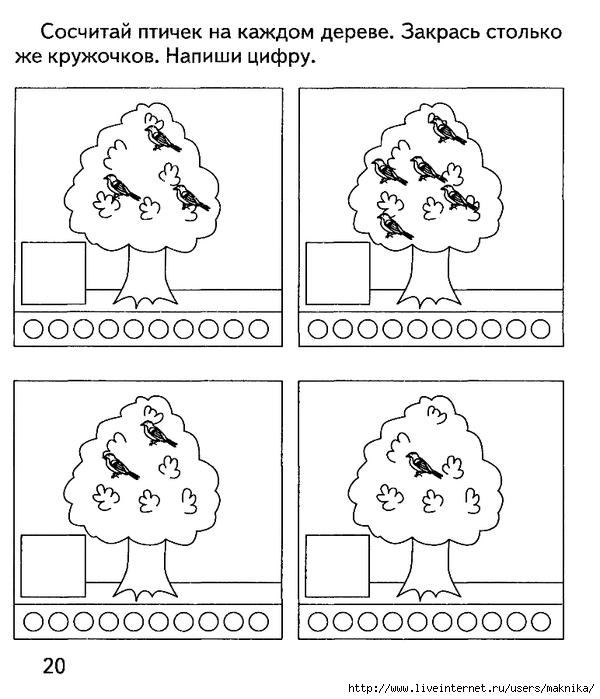 Сосчитай птичек на каждом дереве. Закрась столько
же кружочков. Напиши цифру.
20
http://www.liveinternet.ru/users/maknika/